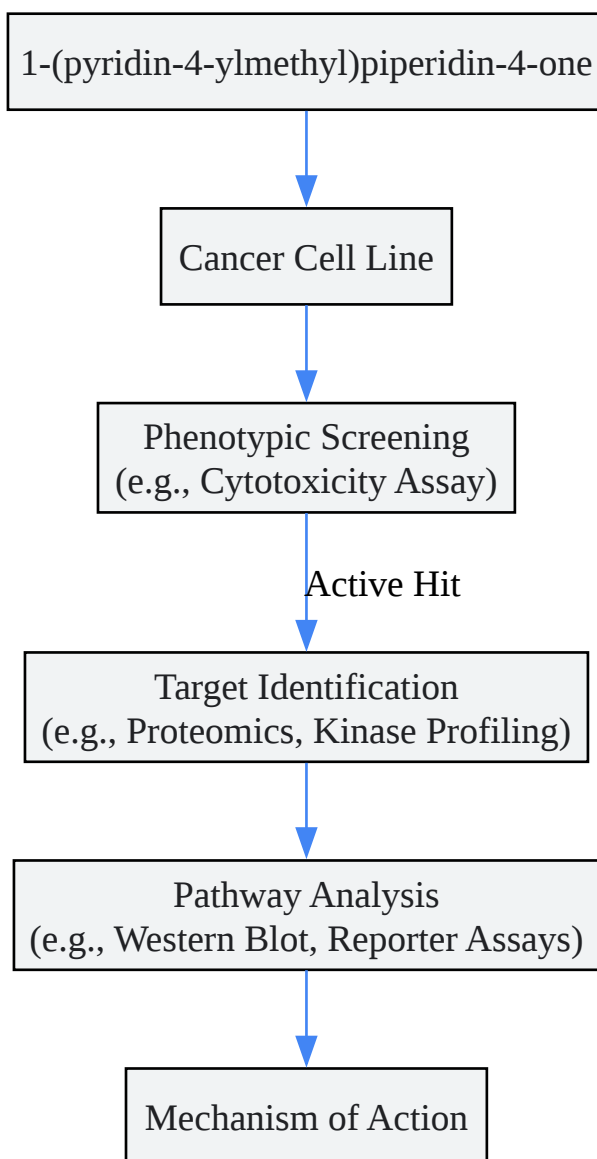 1-(pyridin-4-ylmethyl)piperidin-4-one
Cancer Cell Line
Phenotypic Screening
(e.g., Cytotoxicity Assay)
Active Hit
Target Identification
(e.g., Proteomics, Kinase Profiling)
Pathway Analysis
(e.g., Western Blot, Reporter Assays)
Mechanism of Action